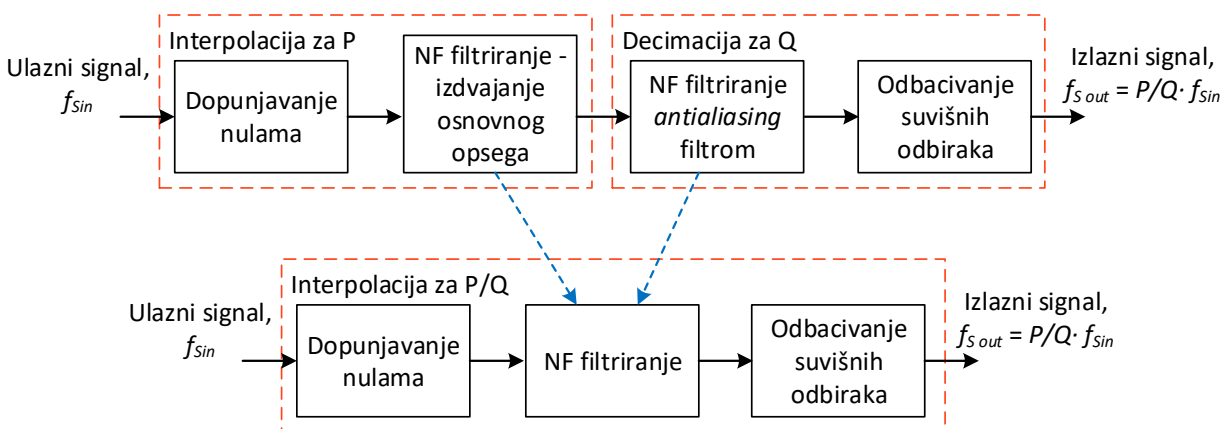 Interpolacija za P
Decimacija za Q
Ulazni signal,
fSin
Dopunjavanje
nulama
NF filtriranje -
izdvajanje
osnovnog
opsega
NF filtriranje
antialiasing
filtrom
Odbacivanje
suvišnih
odbiraka
Izlazni signal,
fS out = P/Q· fSin
Interpolacija za P/Q
Ulazni signal,
fSin
Dopunjavanje
nulama
NF filtriranje
Odbacivanje
suvišnih
odbiraka
Izlazni signal,
fS out = P/Q· fSin